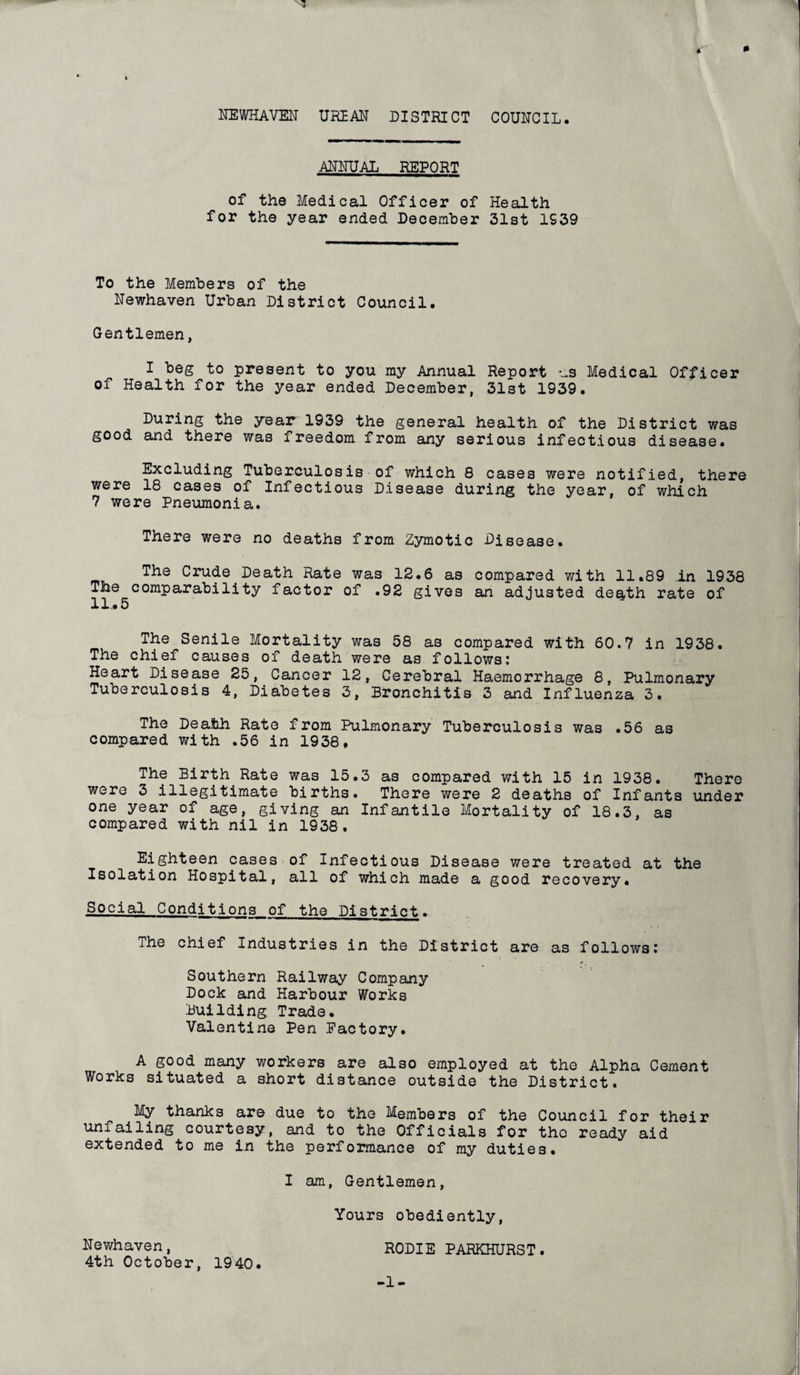 NEWHAVEN URBAN DISTRICT COUNCIL.
ANNUAL REPORT
of the Medical Officer of Health
for the year ended December 31st 1939
To the Members of the
Newhaven Urban District Council.
Gentlemen,
I beg to present to you my Annual Report as Medical Officer
of Health for the year ended December, 31st 1939.
During the year 1939 the general health of the District was
good and there was freedom from any serious infectious disease.
Excluding Tuberculosis of which 8 cases were notified, there
were 18 cases of Infectious Disease during the year, of which
7 were Pneumonia.
There were no deaths from Zymotic Disease.
The Crude Death Rate was 12.6 as compared with 11.89 in 1938
The comparability factor of .92 gives an adjusted death rate of
11.5
The Senile Mortality was 58 as compared with 60.7 in 1938.
The chief causes of death were as follows:
Heart Disease 25, Cancer 12, Cerebral Haemorrhage 8, Pulmonary
Tuberculosis 4, Diabetes 3, Bronchitis 3 and Influenza 3.
The Death Rate from Pulmonary Tuberculosis was .56 as
compared with .56 in 1938,
The Birth Rate was 15.3 as compared with 15 in 1938. There
were 3 illegitimate births. There were 2 deaths of Infants under
one year of age, giving an Infantile Mortality of 18.3, as
compared with nil in 1938.
Eighteen cases of Infectious Disease were treated at the
Isolation Hospital, all of which made a good recovery.
Social Conditions of the District.
The chief Industries in the District are as follows:
Southern Railway Company
Dock and Harbour Works
Building Trade.
Valentine Pen Factory.
A good many workers are also employed at the Alpha Cement
Works situated a short distance outside the District.
My thanks are due to the Members of the Council for their
unfailing courtesy, and to the Officials for the ready aid
extended to me in the performance of my duties.
I am, Gentlemen,
Yours obediently,
Newhaven, RODIE PARKHURST.
4th October, 1940.
-1-